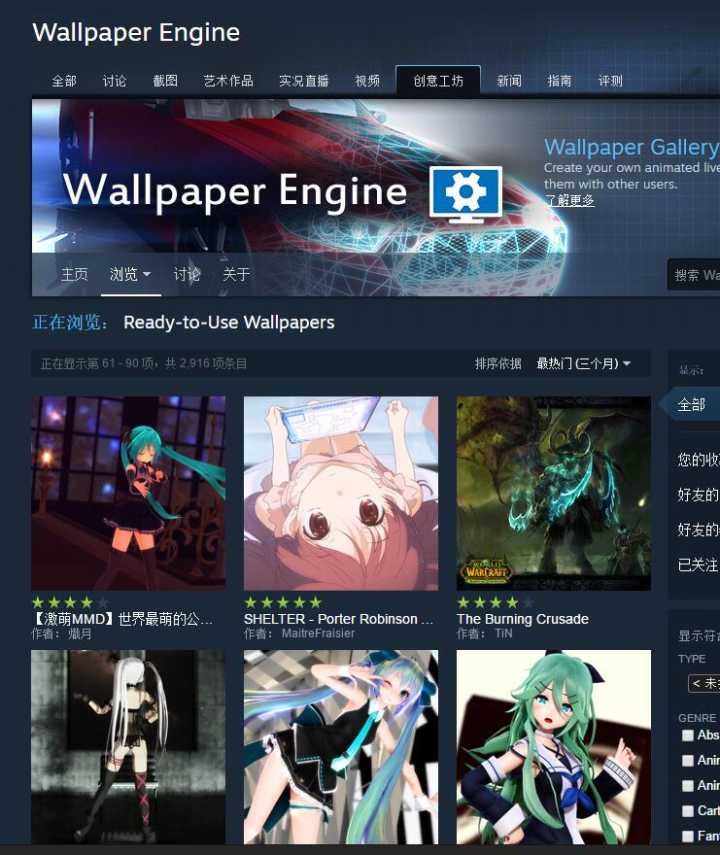 Wallpaper Engine
全部 讨论 截图 艺术作品 实况直播 视频 创意工坊 新闻 指南 评测
Wallpaper Engine
Wallpaper Gallery
Create your own animated live
them with other users.
了解更多
主页 浏览 讨论 关于
搜索 Wa
正在浏览： Ready-to-Use Wallpapers
正在显示第 61 - 90 项，共 2,916 项条目
排序依据 最热门 (三个月)
显示：
全部
您的收
好友的
好友的
已关注
WORLD WARCRAFT
【激萌MMD】世界最萌的公...
作者：
SHELTER - Porter Robinson ...
作者： MaitreFraisier
The Burning Crusade
作者： TiN
显示符合
TYPE
< 未
GENRE
Abs
Anim
Anim
Cart
Fant